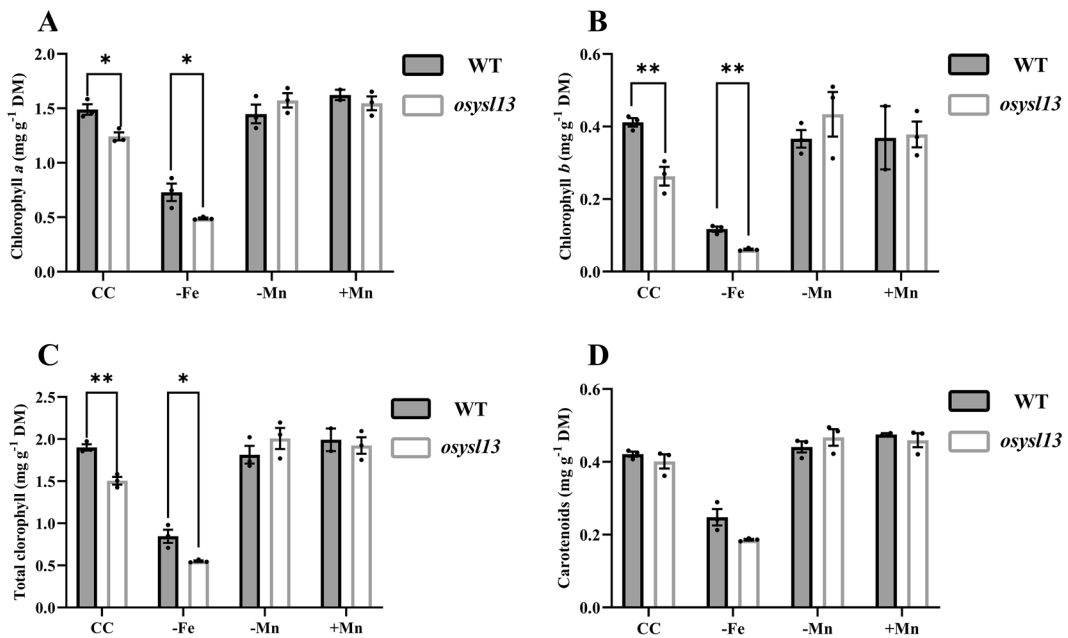 A
Chlorophyll a (mg g⁻¹ DM)
2.0
1.5
1.0
0.5
0.0
*
*
CC
-Fe
-Mn
+Mn
WT
osysl13
B
Chlorophyll b (mg g⁻¹ DM)
0.6
0.4
0.2
0.0
**
**
CC
-Fe
-Mn
+Mn
WT
osysl13
C
Total clorophyll (mg g⁻¹ DM)
2.5
2.0
1.5
1.0
0.5
0.0
**
*
CC
-Fe
-Mn
+Mn
WT
osysl13
D
Carotenoids (mg g⁻¹ DM)
0.6
0.4
0.2
0.0
CC
-Fe
-Mn
+Mn
WT
osysl13